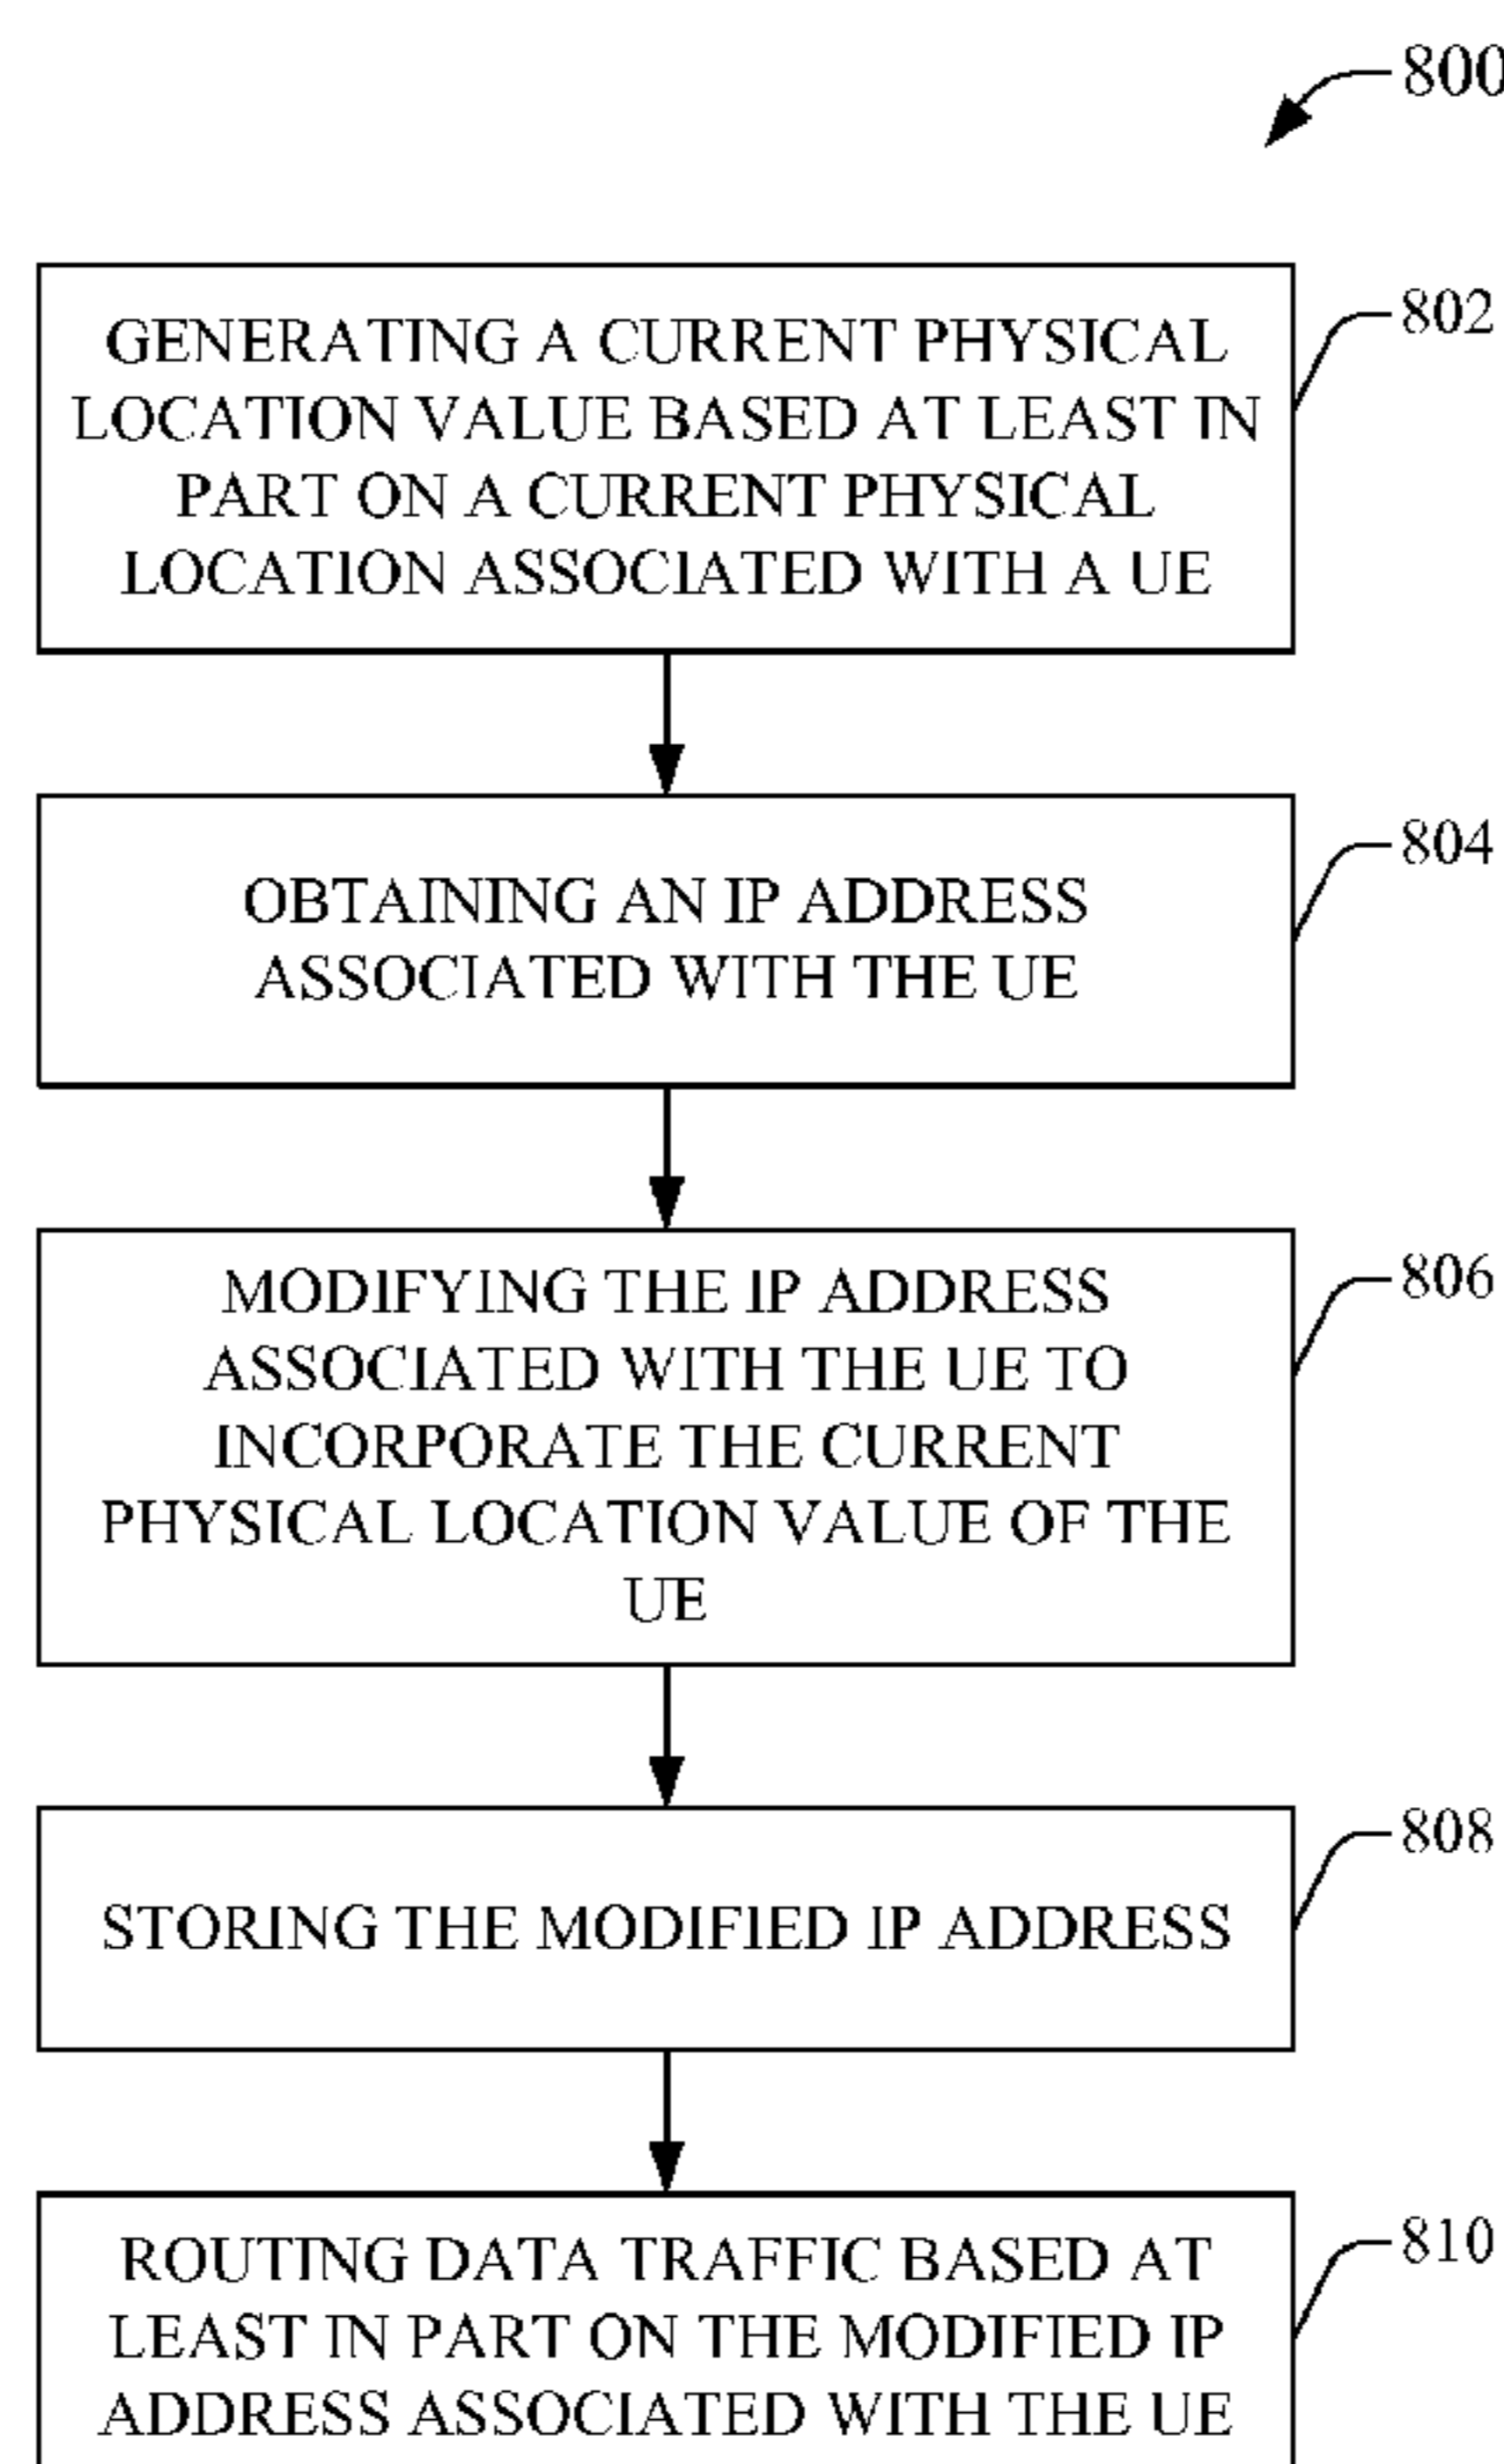 800
GENERATING A CURRENT PHYSICAL
LOCATION VALUE BASED AT LEAST IN
PART ON A CURRENT PHYSICAL
LOCATION ASSOCIATED WITH A UE
802
OBTAINING AN IP ADDRESS
ASSOCIATED WITH THE UE
804
MODIFYING THE IP ADDRESS
ASSOCIATED WITH THE UE TO
INCORPORATE THE CURRENT
PHYSICAL LOCATION VALUE OF THE
UE
806
STORING THE MODIFIED IP ADDRESS
808
ROUTING DATA TRAFFIC BASED AT
LEAST IN PART ON THE MODIFIED IP
ADDRESS ASSOCIATED WITH THE UE
810